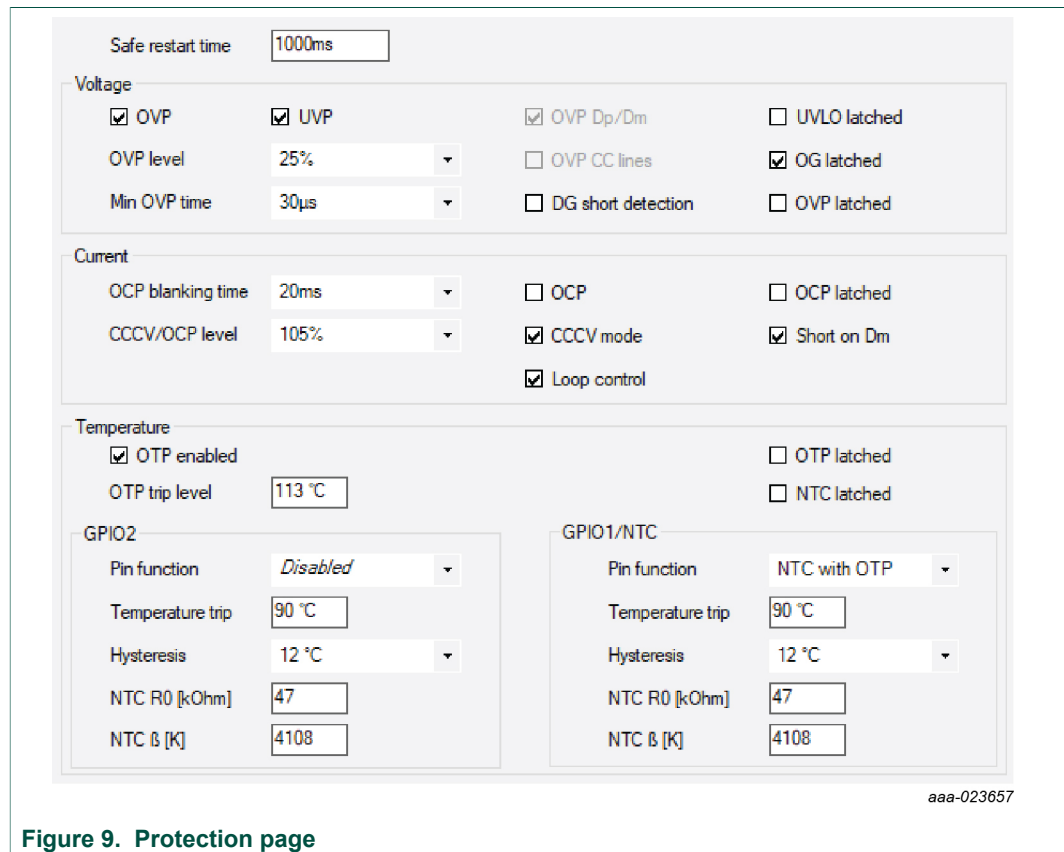 Safe restart time 1000ms
Voltage
OVP UVP OVP Dp/Dm UVLO latched
OVP level 25% OVP CC lines OG latched
Min OVP time 30µs DG short detection OVP latched
Current
OCP blanking time 20ms OCP OCP latched
CCCV/OCP level 105% CCCV mode Short on Dm
Loop control
Temperature
OTP enabled OTP latched
OTP trip level 113 °C NTC latched
GPIO2 GPIO1/NTC
Pin function Disabled Pin function NTC with OTP
Temperature trip 90 °C Temperature trip 90 °C
Hysteresis 12 °C Hysteresis 12 °C
NTC R0 [kOhm] 47 NTC R0 [kOhm] 47
NTC ß [K] 4108 NTC ß [K] 4108
aaa-023657
Figure 9. Protection page